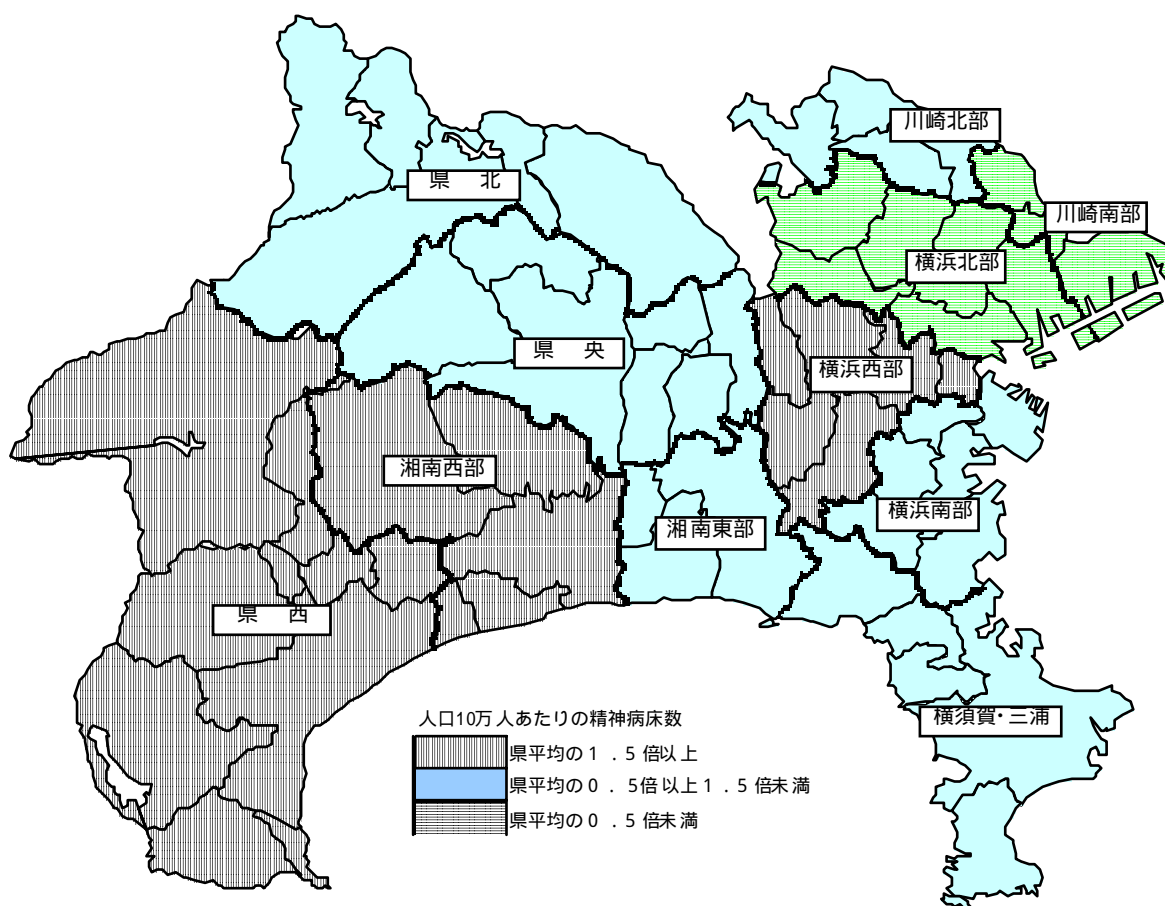 川崎北部
県 北
川崎南部
横浜北部
県 央
横浜西部
湘南西部
横浜南部
湘南東部
県 西
横須賀・三浦
人口10万人あたりの精神病床数
県平均の1.5倍以上
県平均の0.5倍以上1.5倍未満
県平均の0.5倍未満